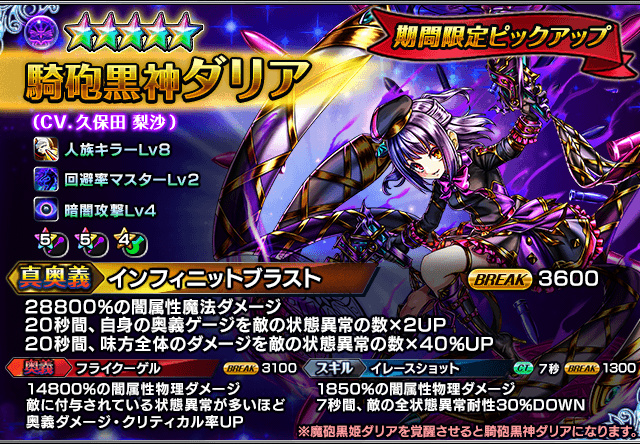 期間限定ピックアップ
騎砲黒神ダリア
(CV.久保田 梨沙)
人族キラーLv8
回避率マスターLv2
暗闇攻撃Lv4
5 5 4
真奥義 インフィニットブラスト BREAK 3600
28800%の闇属性魔法ダメージ
20秒間、自身の奥義ゲージを敵の状態異常の数×2UP
20秒間、味方全体のダメージを敵の状態異常の数×40%UP
奥義 フライクーゲル BREAK 3100
14800%の闇属性物理ダメージ
敵に付与されている状態異常が多いほど
奥義ダメージ・クリティカル率UP
スキル イレースショット CT 7秒 BREAK 1300
1850%の闇属性物理ダメージ
7秒間、敵の全状態異常耐性30%DOWN
※魔砲黒姫ダリアを覚醒させると騎砲黒神ダリアになります。